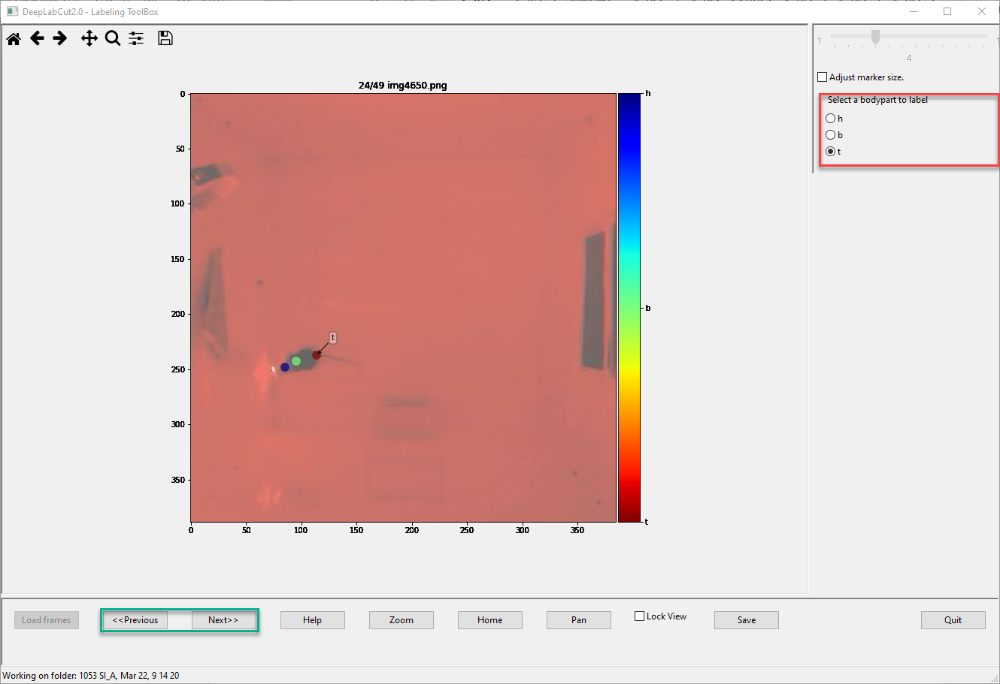 DeepLabCut2.0 - Labeling ToolBox
1
4
Adjust marker size.
Select a bodypart to label
h
b
t
24/49 img4650.png
0
50
100
150
200
250
300
350
0
50
100
150
200
250
300
350
t
h
b
t
Load frames
<<Previous
Next>>
Help
Zoom
Home
Pan
Lock View
Save
Quit
Working on folder: 1053 SI_A, Mar 22, 9 14 20